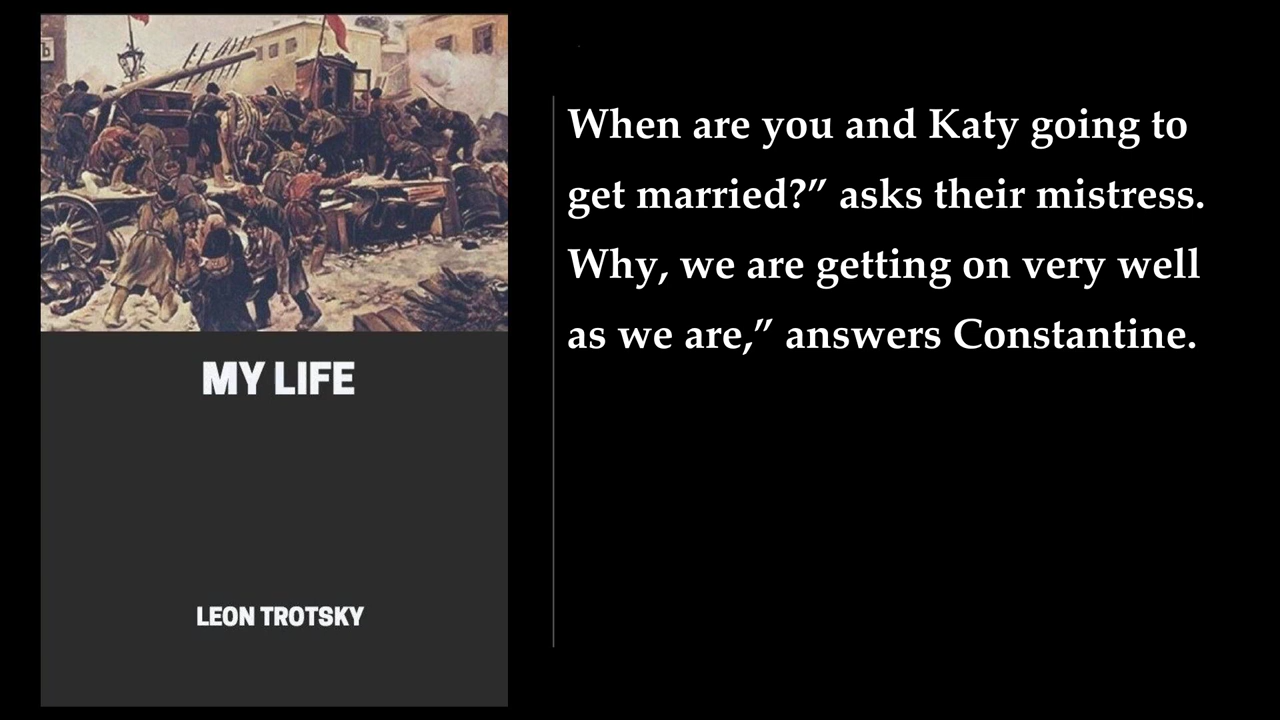 Ъ
MY LIFE
LEON TROTSKY
When are you and Katy going to
get married?” asks their mistress.
Why, we are getting on very well
as we are,” answers Constantine.